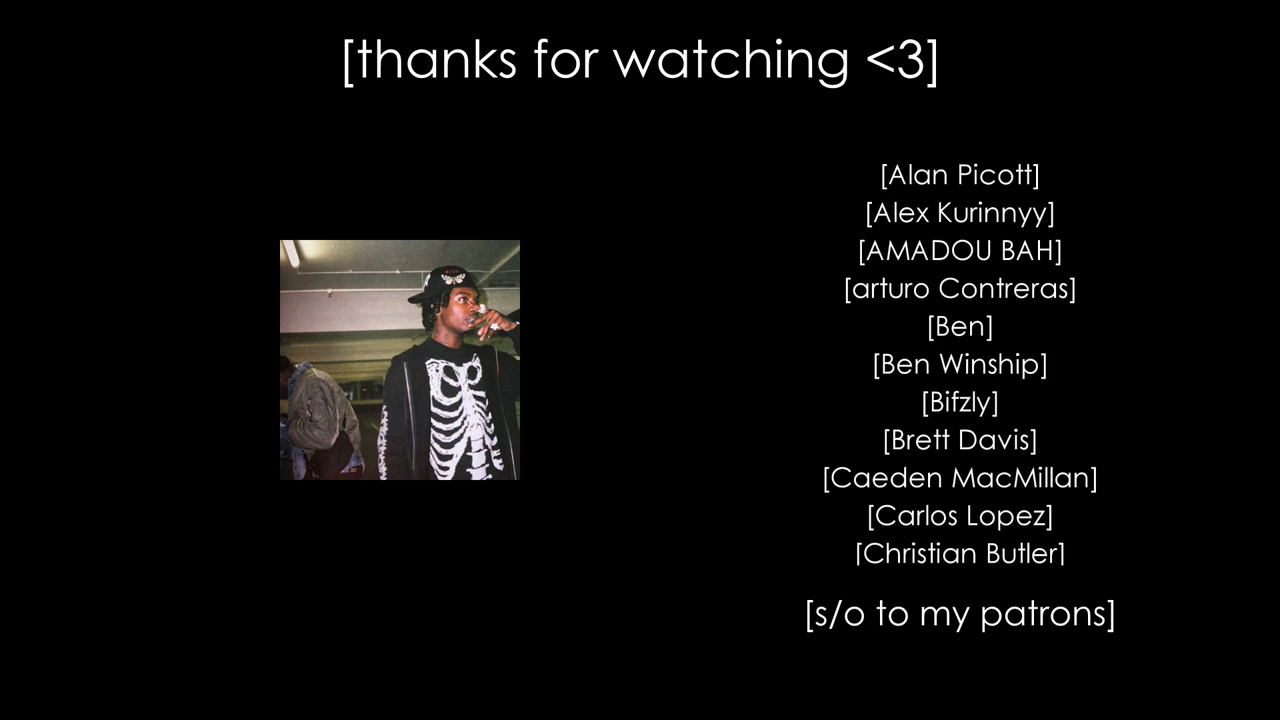 [thanks for watching <3]
[Alan Picott]
[Alex Kurinnyy]
[AMADOU BAH]
[arturo Contreras]
[Ben]
[Ben Winship]
[Bifzly]
[Brett Davis]
[Caeden MacMillan]
[Carlos Lopez]
[Christian Butler]
[s/o to my patrons]